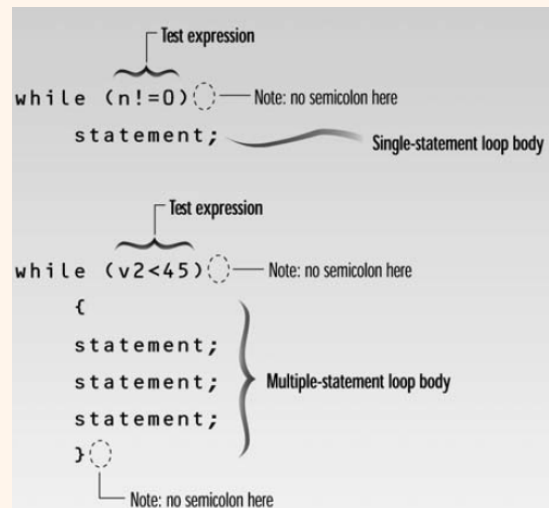 Test expression
while (n!=0) Note: no semicolon here
statement; Single-statement loop body
Test expression
while (v2<45) Note: no semicolon here
{
statement;
statement; Multiple-statement loop body
statement;
}
Note: no semicolon here